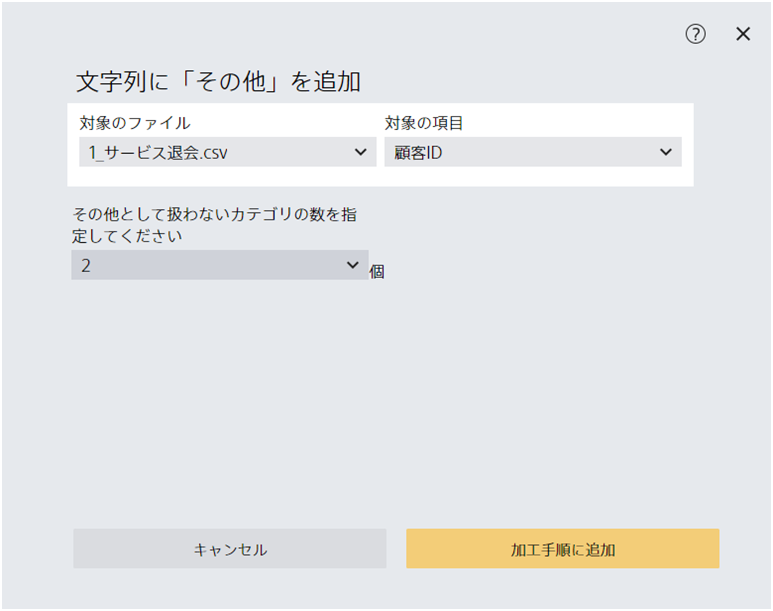 ?
文字列に「その他」を追加
対象のファイル
対象の項目
1_サービス退会.csv
顧客ID
その他として扱わないカテゴリの数を指
定してください
2
個
キャンセル
加工手順に追加